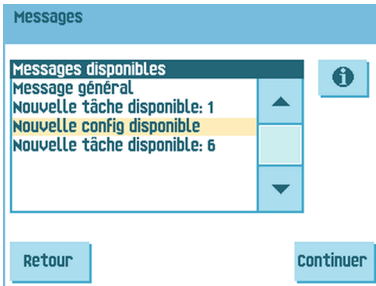 Messages
Messages disponibles
Message général
Nouvelle tâche disponible: 1
Nouvelle config disponible
Nouvelle tâche disponible: 6
i
Retour
Continuer